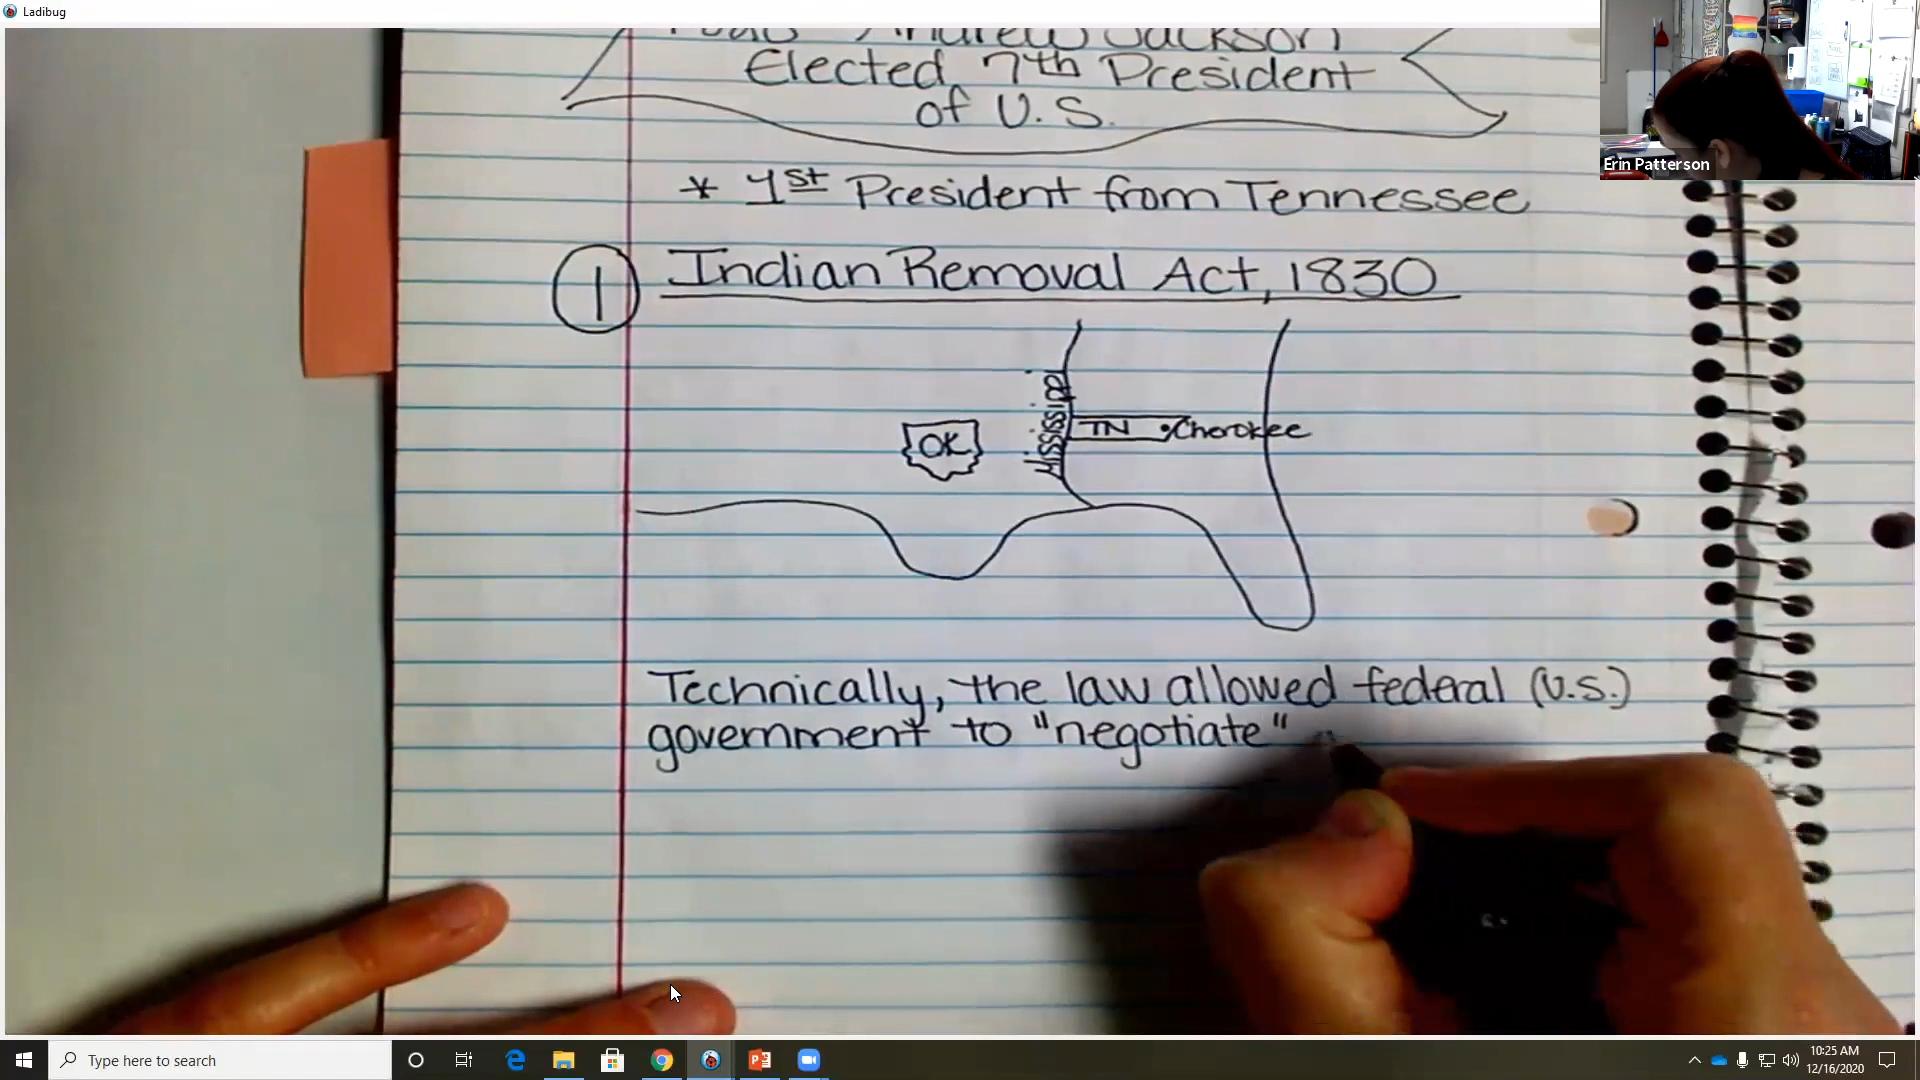 Ladibug
Andrew Jackson
Elected 7th President
of U.S.
* 1st President from Tennessee
1 Indian Removal Act, 1830
Mississippi
TN Cherokee
OK
Technically, the law allowed federal (U.S.)
government to "negotiate"
Erin Patterson
Type here to search
10:25 AM
12/16/2020